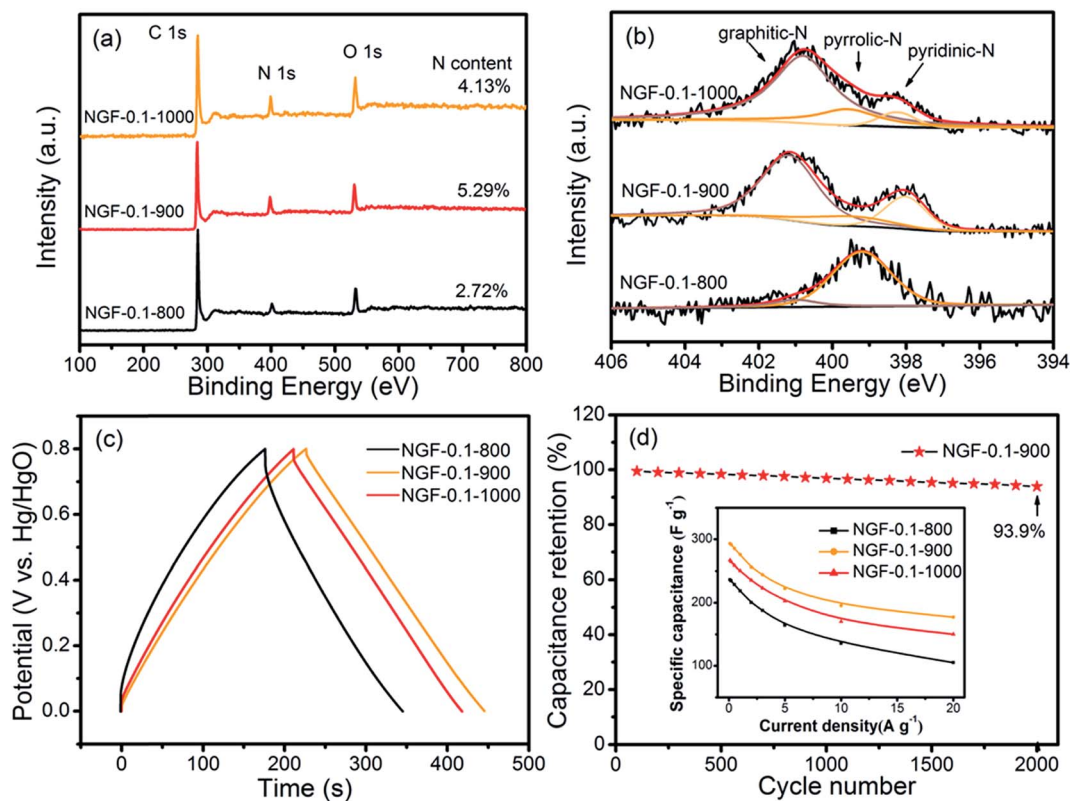 (a)
C 1s
N 1s
O 1s
N content
4.13%
NGF-0.1-1000
5.29%
NGF-0.1-900
2.72%
NGF-0.1-800
Intensity (a.u.)
100 200 300 400 500 600 700 800
Binding Energy (eV)
(b)
graphitic-N
pyrrolic-N
pyridinic-N
NGF-0.1-1000
NGF-0.1-900
NGF-0.1-800
Intensity (a.u.)
406 404 402 400 398 396 394
Binding Energy (eV)
(c)
NGF-0.1-800
NGF-0.1-900
NGF-0.1-1000
Potential (V vs. Hg/HgO)
0.8
0.4
0.0
0 100 200 300 400 500
Time (s)
(d)
NGF-0.1-900
93.9%
Capacitance retention (%)
120
100
80
60
40
20
0
0 500 1000 1500 2000
Cycle number
NGF-0.1-800
NGF-0.1-900
NGF-0.1-1000
Specific capacitance (F g⁻¹)
300
200
100
0 5 10 15 20
Current density(A g⁻¹)